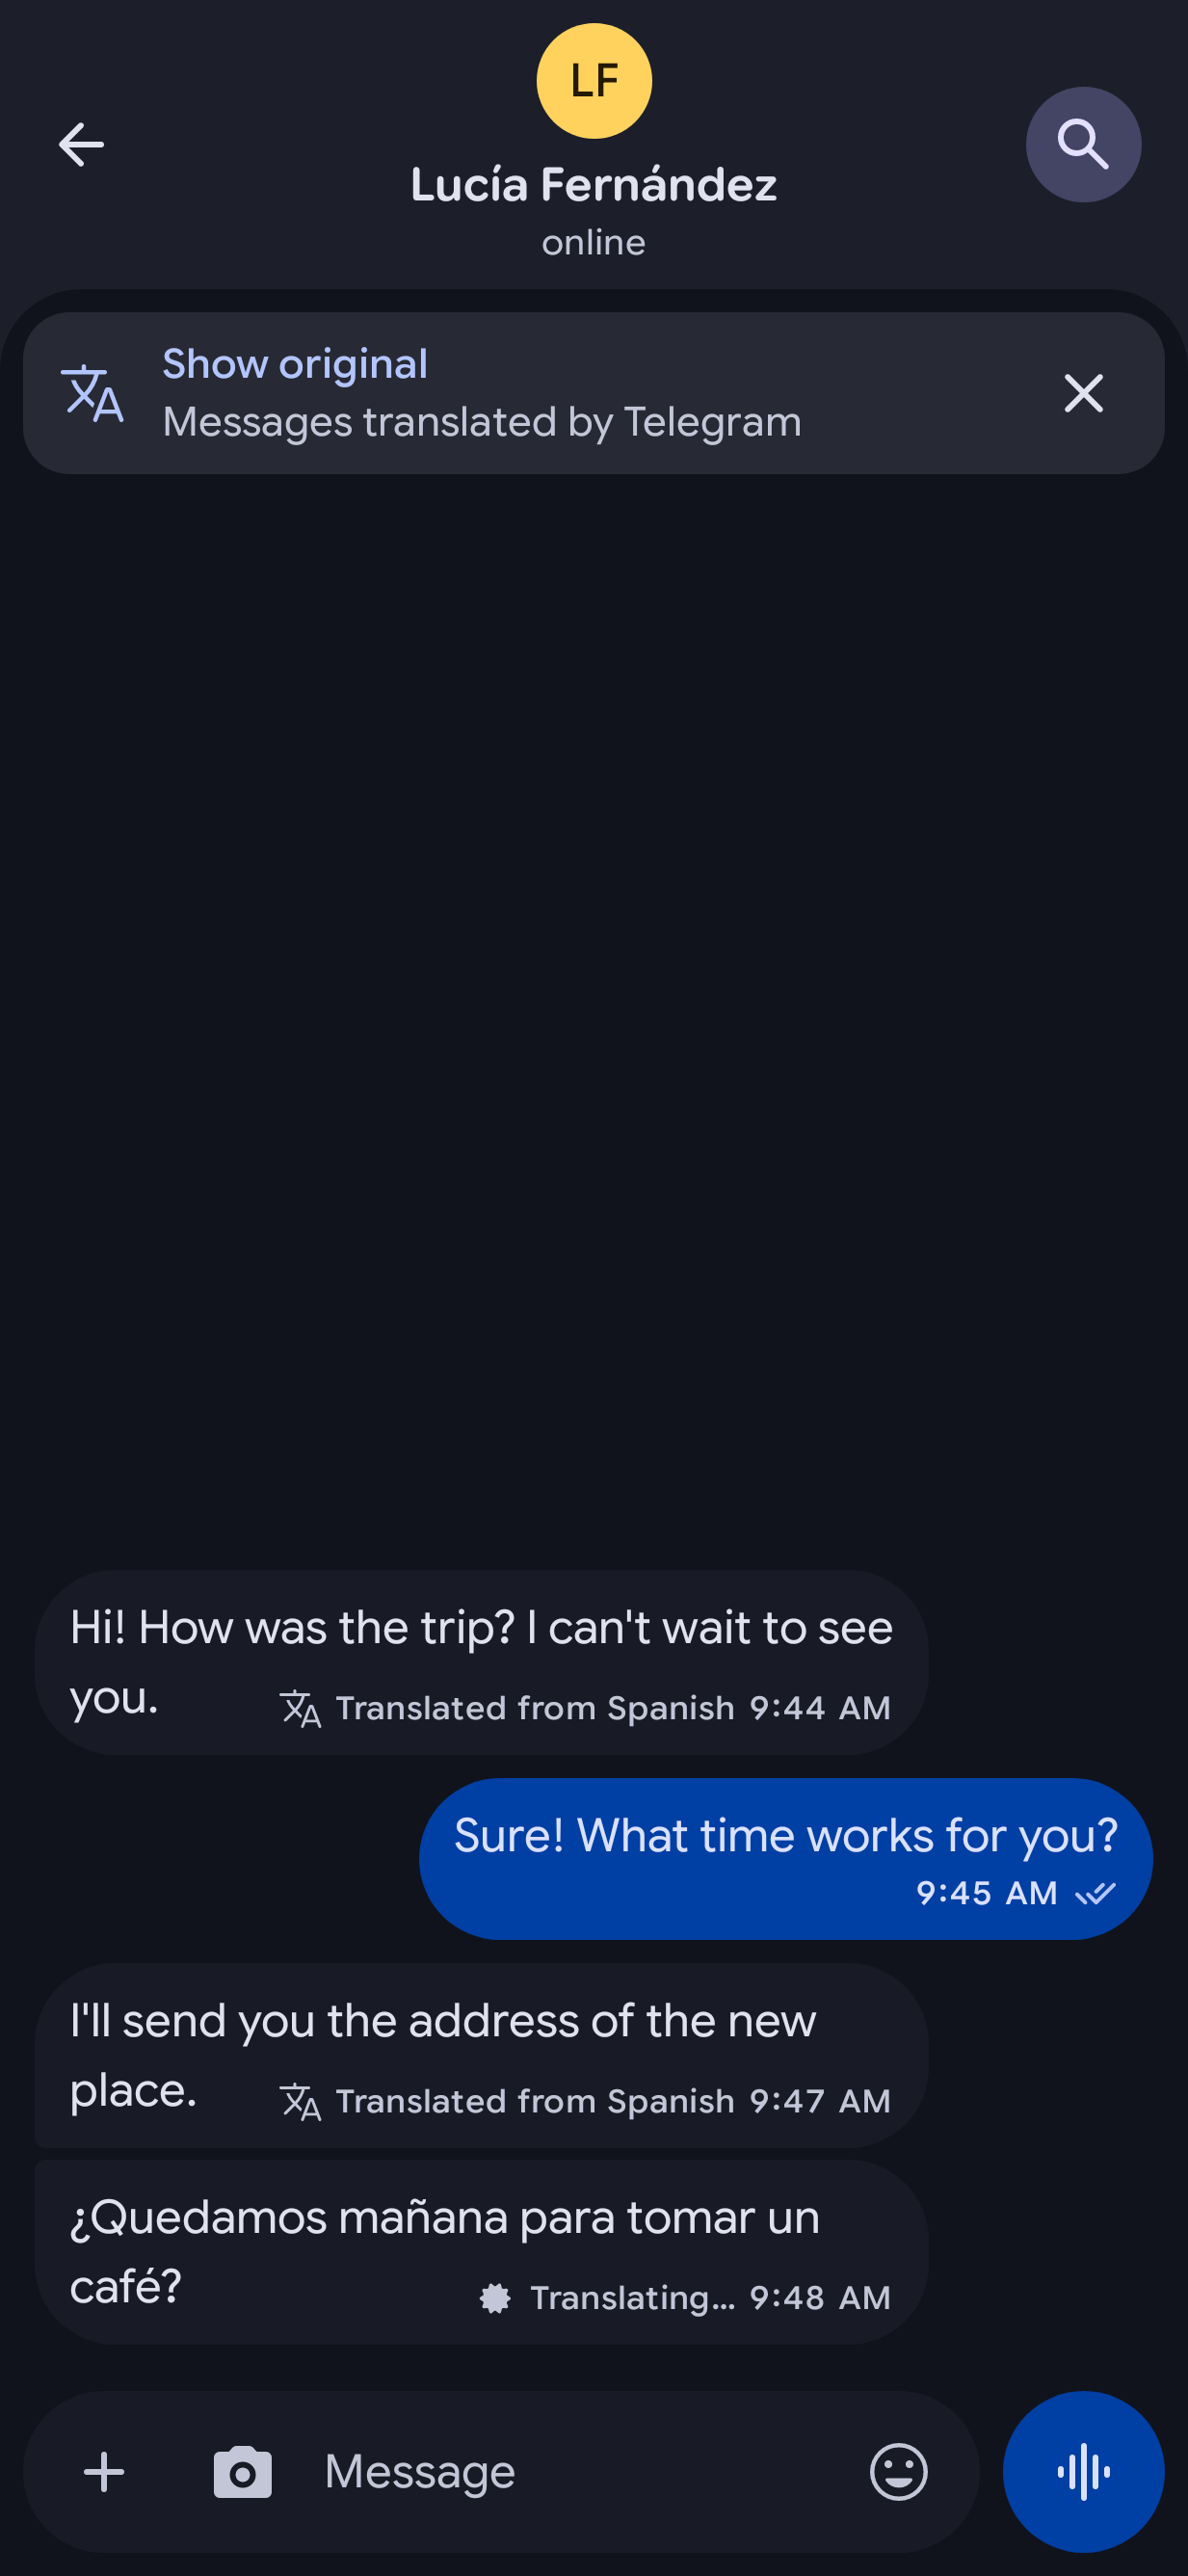 LF
Lucía Fernández
online
Show original
Messages translated by Telegram
Hi! How was the trip? I can't wait to see
you.
Translated from Spanish 9:44 AM
Sure! What time works for you?
9:45 AM
I'll send you the address of the new
place.
Translated from Spanish 9:47 AM
¿Quedamos mañana para tomar un
café?
Translating... 9:48 AM
Message